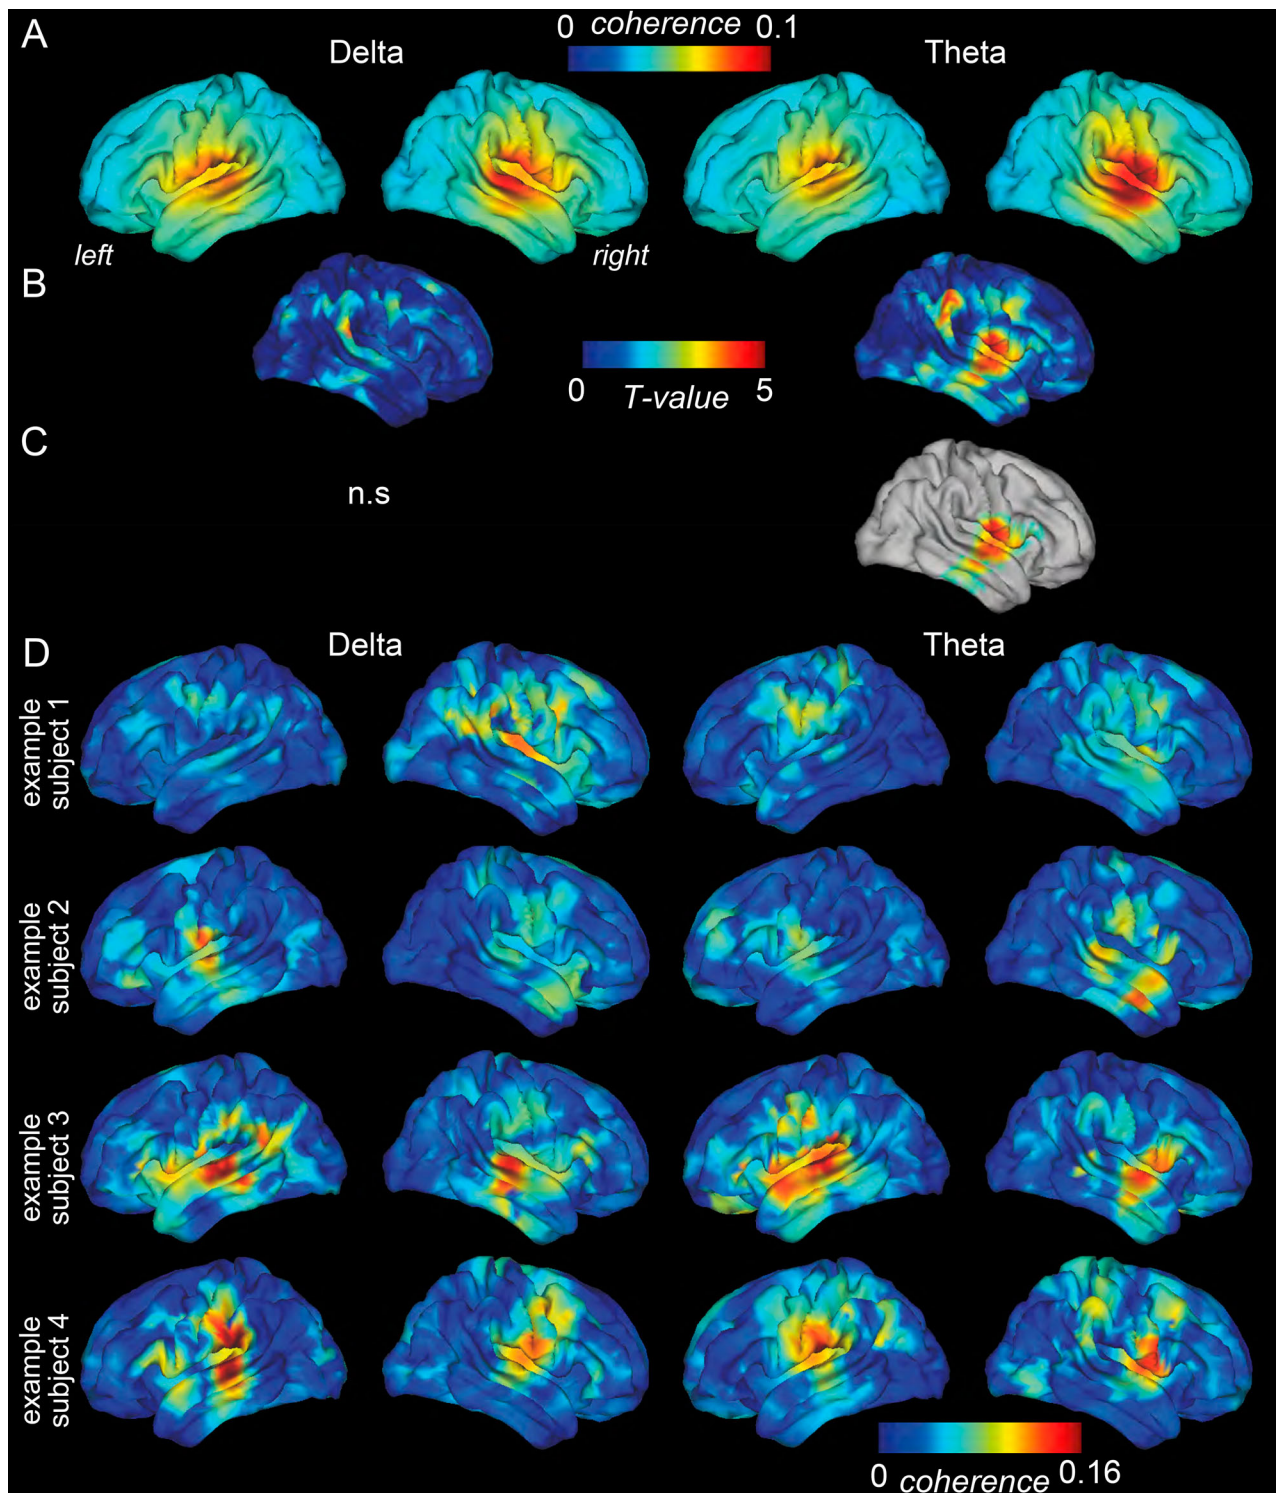 A
0 coherence 0.1
Delta
Theta
left
right
B
0
T-value
5
C
n.s
D
Delta
Theta
example
subject 1
example
subject 2
example
subject 3
example
subject 4
0 coherence 0.16